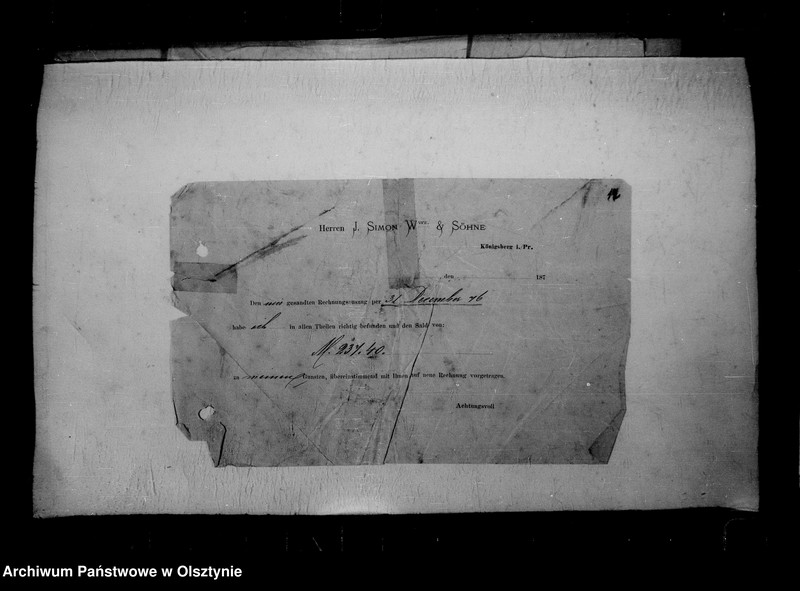 Herren J. Simon Wwe. & Söhne
Königsberg i. Pr.
, den 187
Den mir gesandten Rechnungsauszug per 31 December 76
habe ich in allen Theilen richtig befunden und den Saldo von:
M. 237.40.
zu meinen Gunsten, übereinstimmend mit Ihnen auf neue Rechnung vorgetragen.
Achtungsvoll
Archiwum Państwowe w Olsztynie